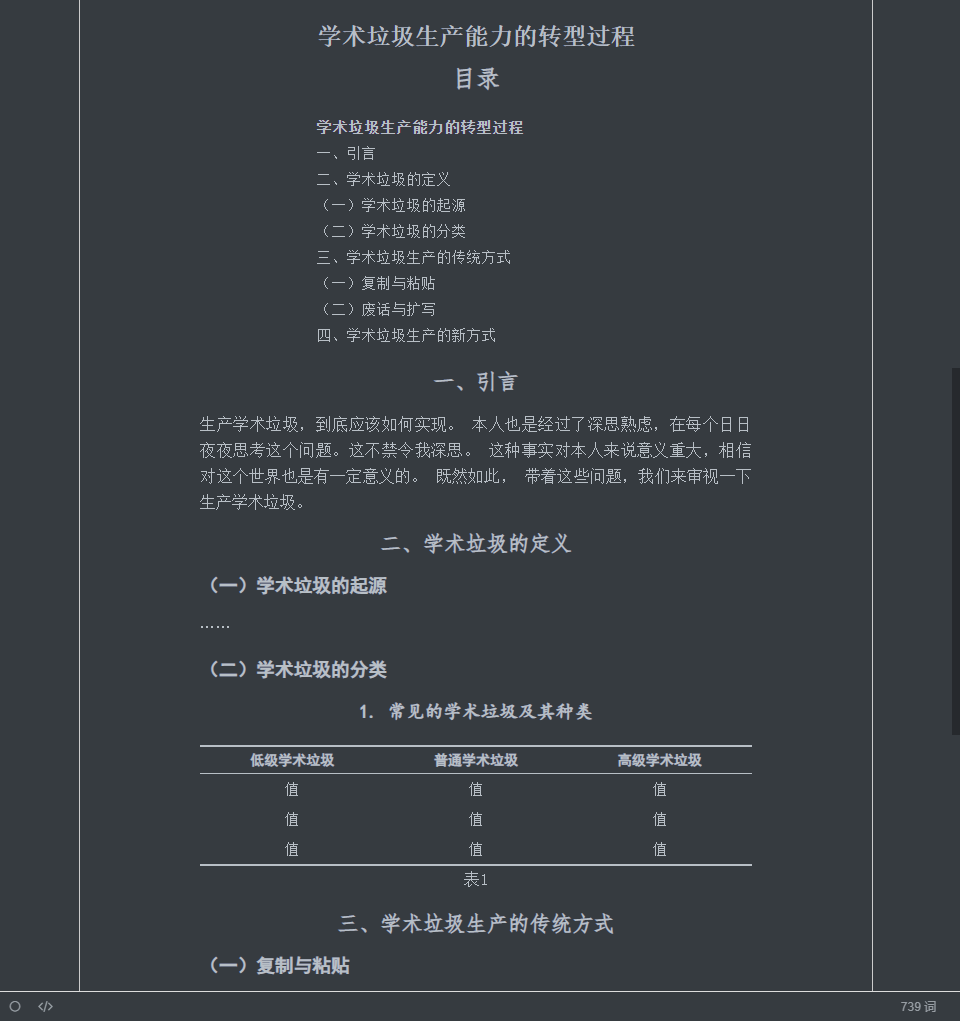 学术垃圾生产能力的转型过程
目录
学术垃圾生产能力的转型过程
一、引言
二、学术垃圾的定义
（一）学术垃圾的起源
（二）学术垃圾的分类
三、学术垃圾生产的传统方式
（一）复制与粘贴
（二）废话与扩写
四、学术垃圾生产的新方式
一、引言
生产学术垃圾，到底应该如何实现。 本人也是经过了深思熟虑，在每个日日
夜夜思考这个问题。这不禁令我深思。 这种事实对本人来说意义重大，相信
对这个世界也是有一定意义的。 既然如此， 带着这些问题，我们来审视一下
生产学术垃圾。
二、学术垃圾的定义
（一）学术垃圾的起源
……
（二）学术垃圾的分类
1. 常见的学术垃圾及其种类
低级学术垃圾 普通学术垃圾 高级学术垃圾
值 值 值
值 值 值
值 值 值
表1
三、学术垃圾生产的传统方式
（一）复制与粘贴
</> 739 词